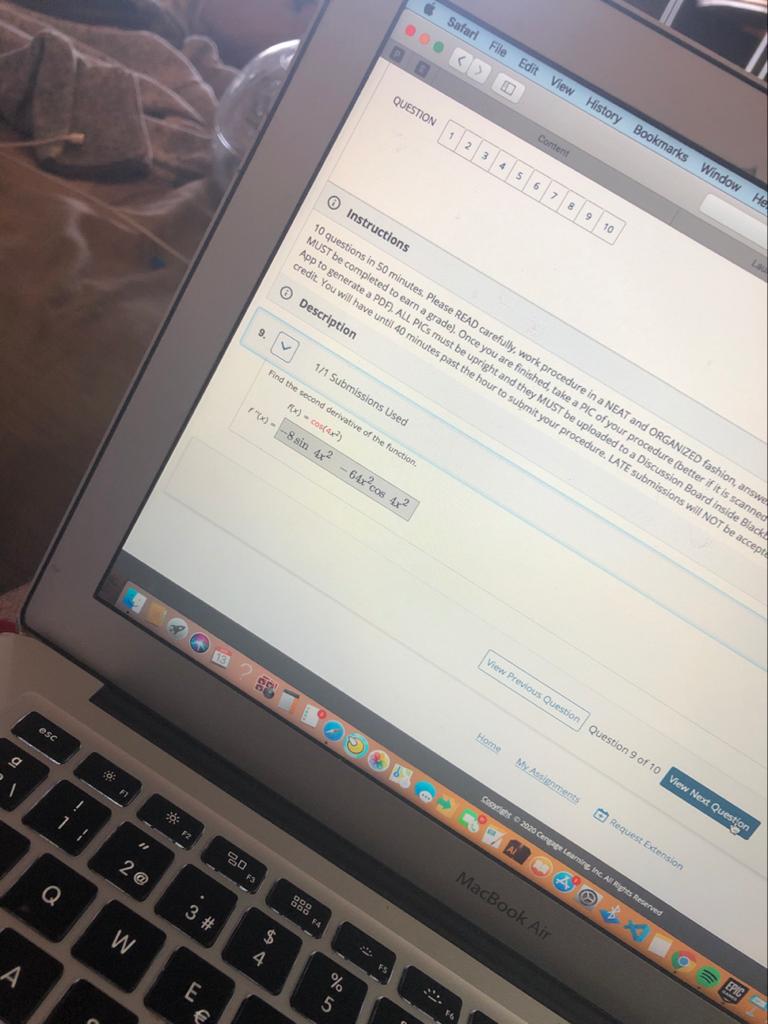 Safari File Edit View History Bookmarks Window
Content
QUESTION 1 2 3 4 5 6 7 8 9 10
Instructions
10 questions in 50 minutes. Please READ carefully, work procedure in a NEAT and ORGANIZED fashion,
MUST be completed to earn a grade). Once you are finished, take a PIC of your procedure (better if it is scanned
App to generate a PDF). ALL PICs must be upright and they MUST be uploaded to a Discussion Board inside
credit. You will have until 40 minutes past the hour to submit your procedure. LATE submissions will NOT be
Description
9.
1/1 Submissions Used
Find the second derivative of the function.
f(x) = cos(4x²)
f ''(x) = −8 sin 4x² − 64x²cos 4x²
View Previous Question
Question 9 of 10
View Next Question
Home
My Assignments
Request Extension
Copyright © 2020 Cengage Learning, Inc. All Rights Reserved
13
Ai
EPIC
MacBook Air
esc
F1
F2
F3
F4
F5
F6
ª
º \
!
1 ¡
"
2 @
·
3 #
$
4
%
5
Q
W
E
€
A